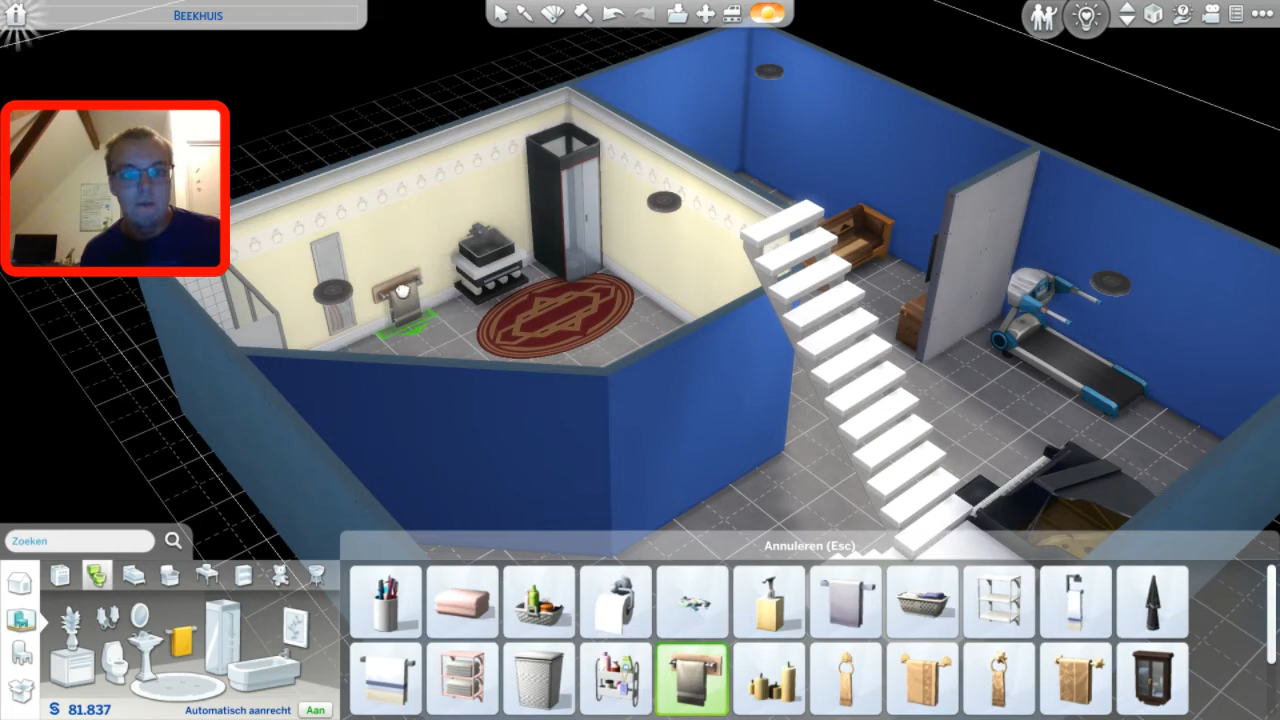 BEEKHUIS
Annuleren (Esc)
Zoeken
S 81.837
Automatisch aanrecht
Aan